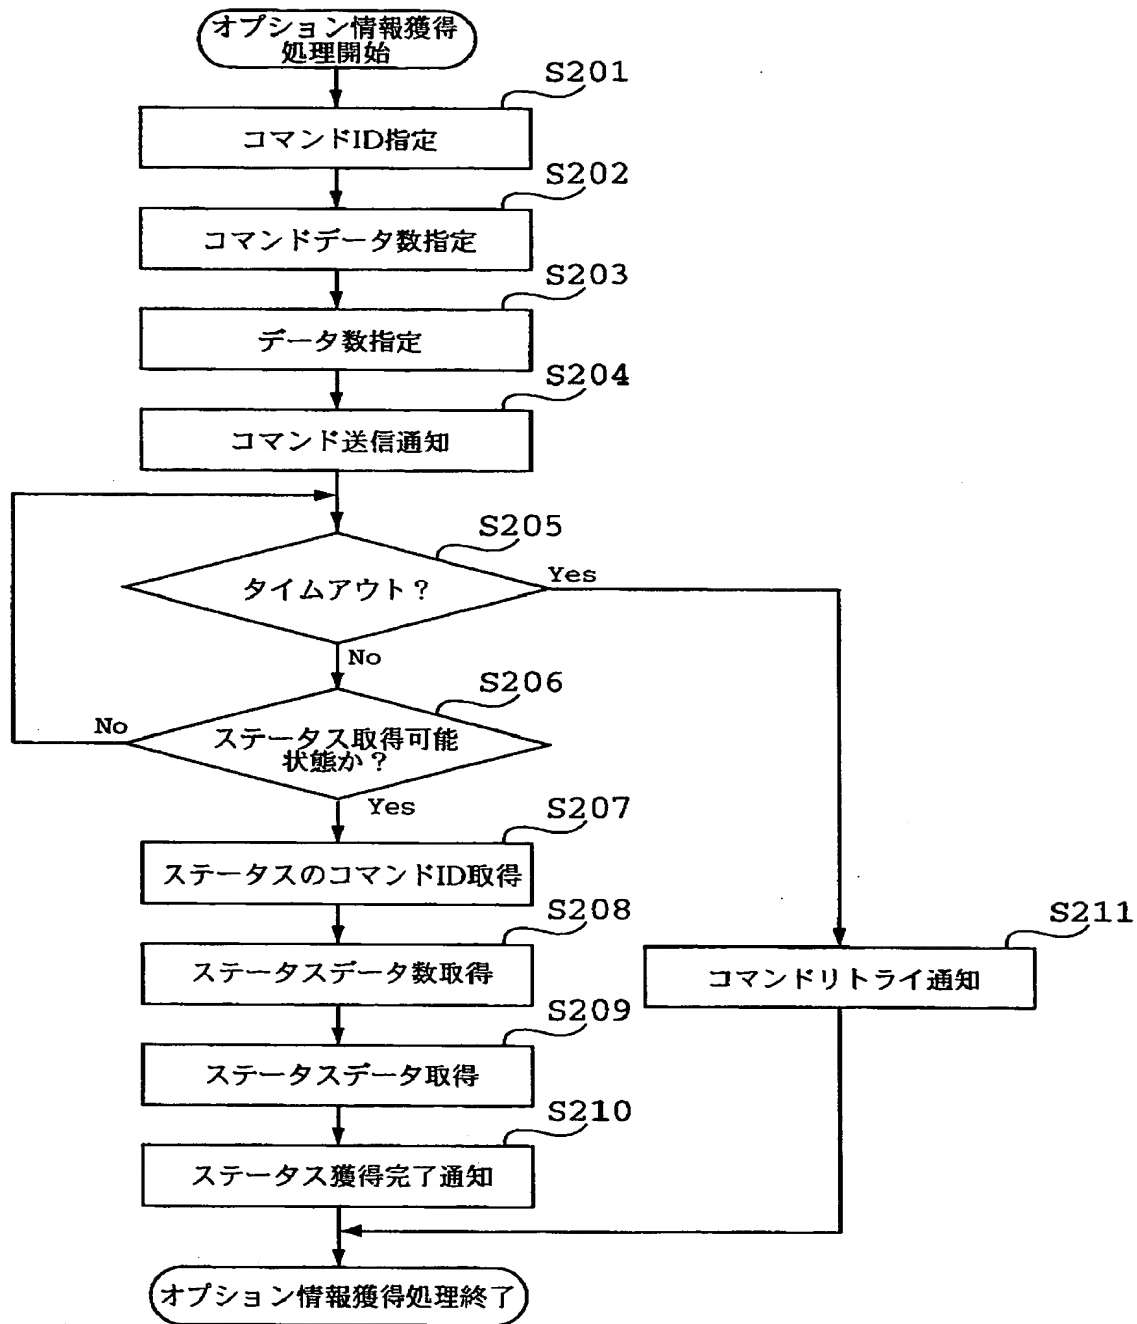 オプション情報獲得
処理開始
S201
コマンドID指定
S202
コマンドデータ数指定
S203
データ数指定
S204
コマンド送信通知
S205
タイムアウト?
Yes
No
S206
ステータス取得可能
状態か?
No
Yes
S207
ステータスのコマンドID取得
S208
ステータスデータ数取得
S211
コマンドリトライ通知
S209
ステータスデータ取得
S210
ステータス獲得完了通知
オプション情報獲得処理終了